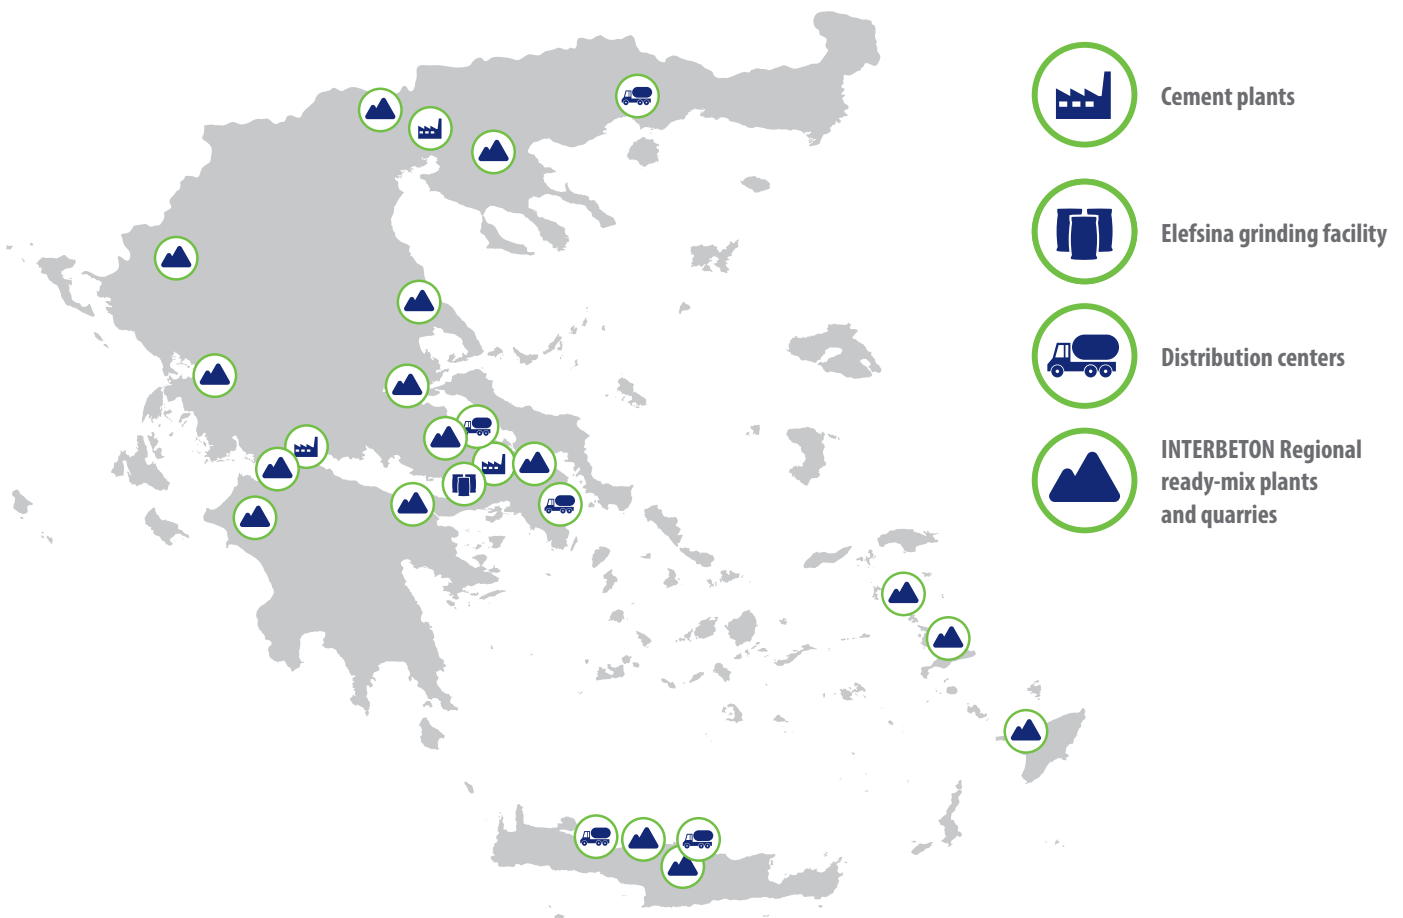 Cement plants
Elefsina grinding facility
Distribution centers
INTERBETON Regional
ready-mix plants
and quarries